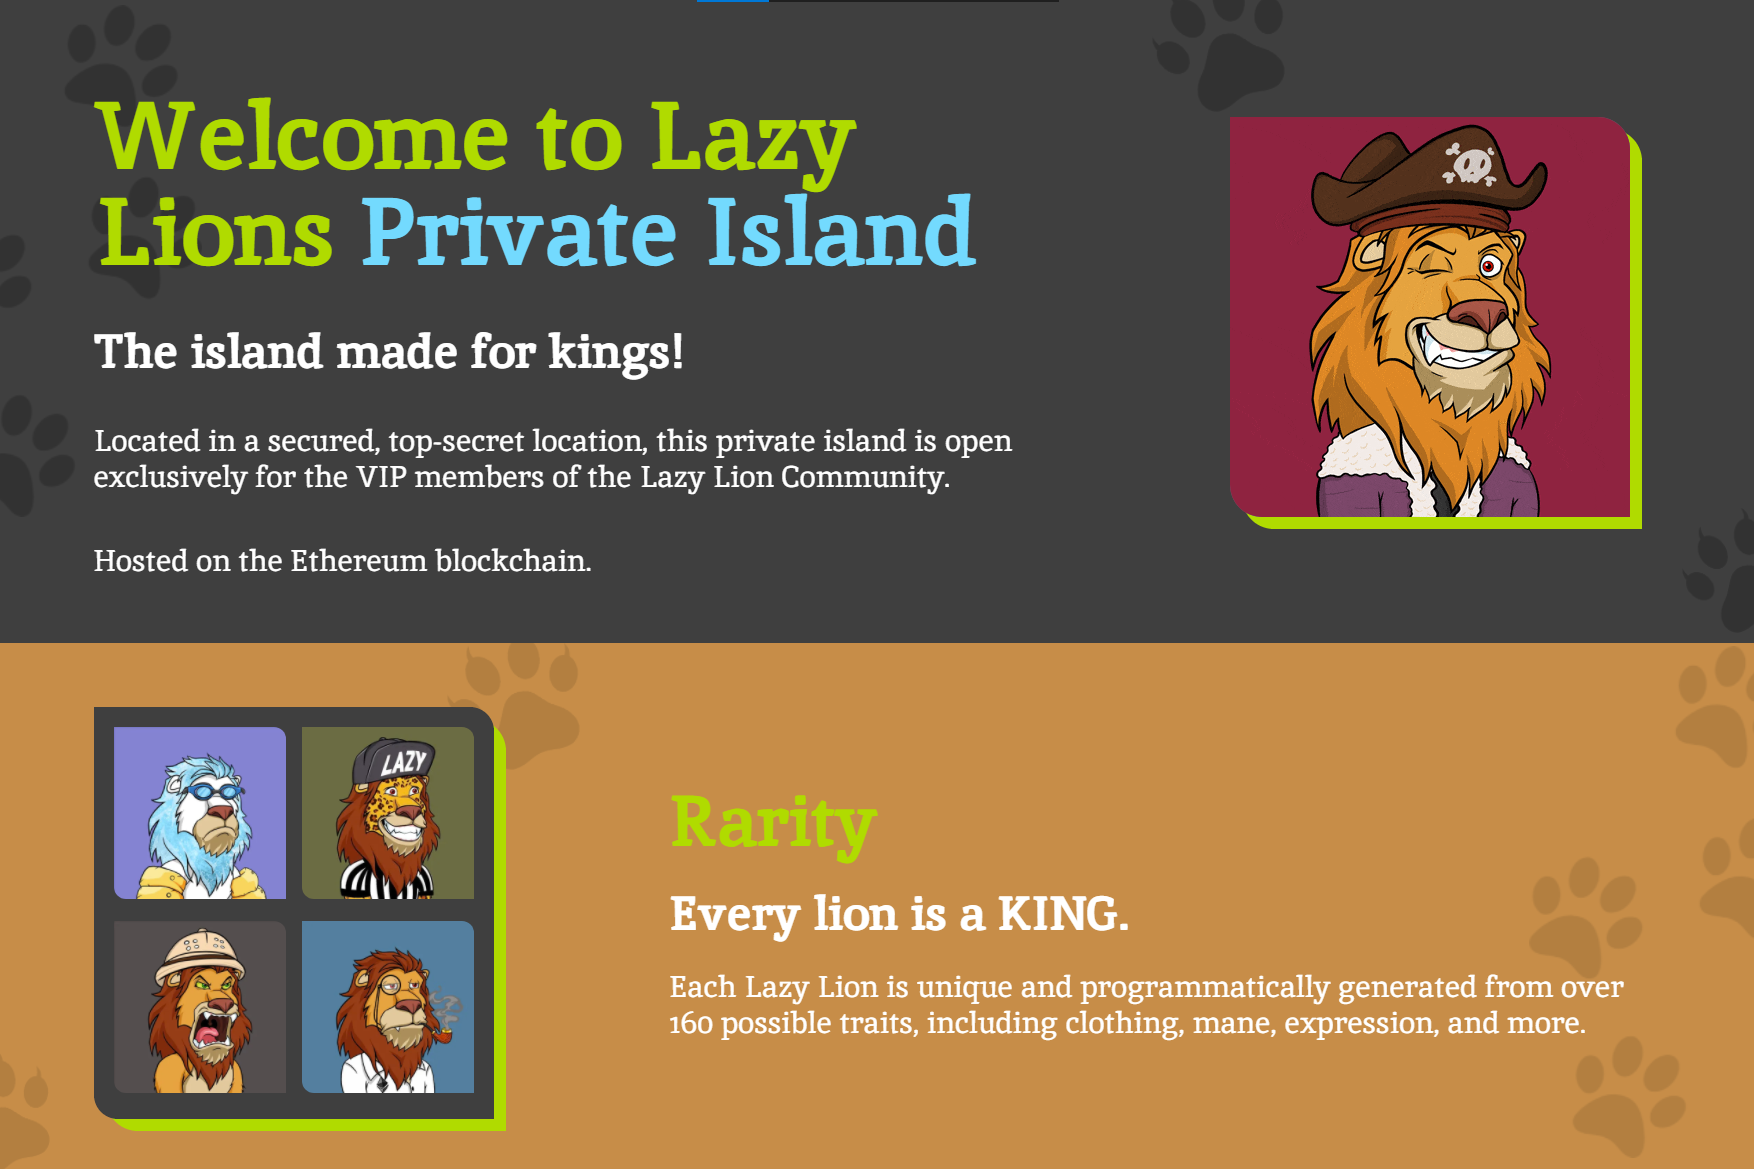 Welcome to Lazy
Lions Private Island
The island made for kings!
Located in a secured, top-secret location, this private island is open
exclusively for the VIP members of the Lazy Lion Community.
Hosted on the Ethereum blockchain.
LAZY
Rarity
Every lion is a KING.
Each Lazy Lion is unique and programmatically generated from over
160 possible traits, including clothing, mane, expression, and more.